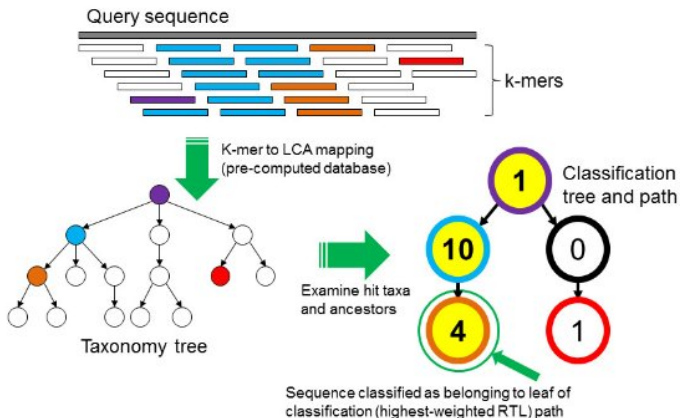 Query sequence
k-mers
K-mer to LCA mapping
(pre-computed database)
Classification
tree and path
1
10
0
4
1
Examine hit taxa
and ancestors
Taxonomy tree
Sequence classified as belonging to leaf of
classification (highest-weighted RTL) path